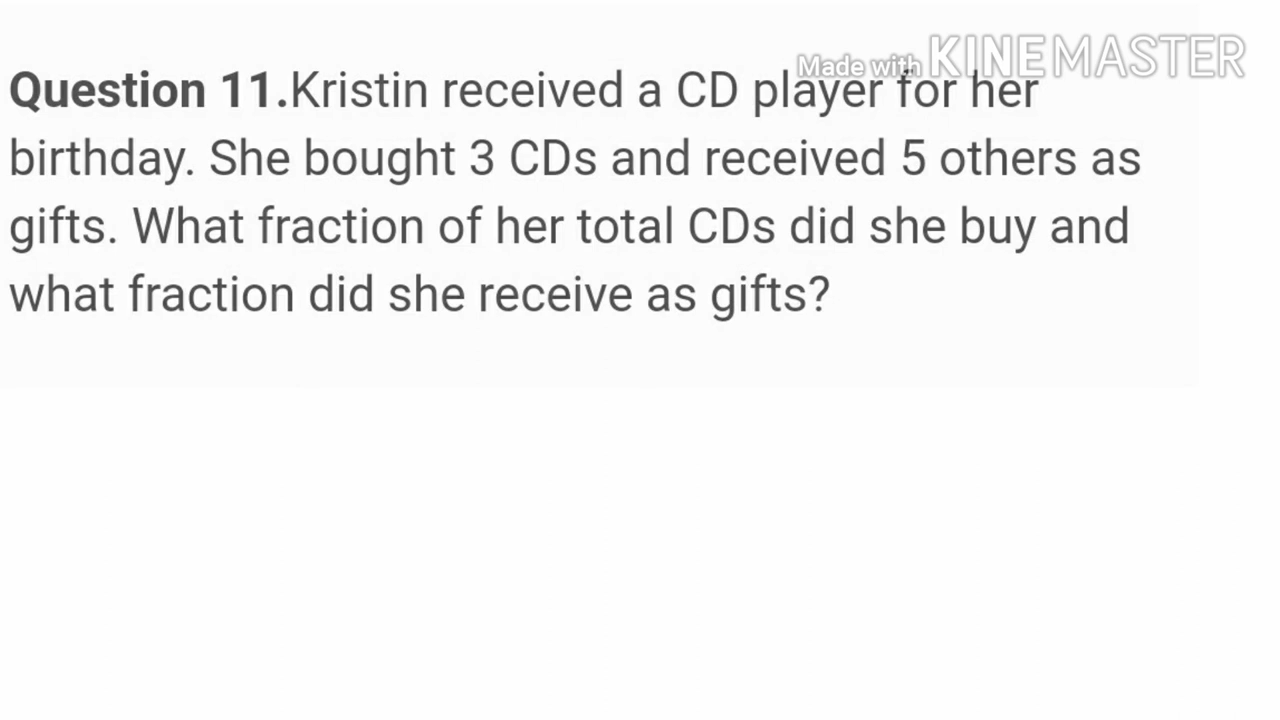 Made with KINEMASTER
Question 11.Kristin received a CD player for her
birthday. She bought 3 CDs and received 5 others as
gifts. What fraction of her total CDs did she buy and
what fraction did she receive as gifts?